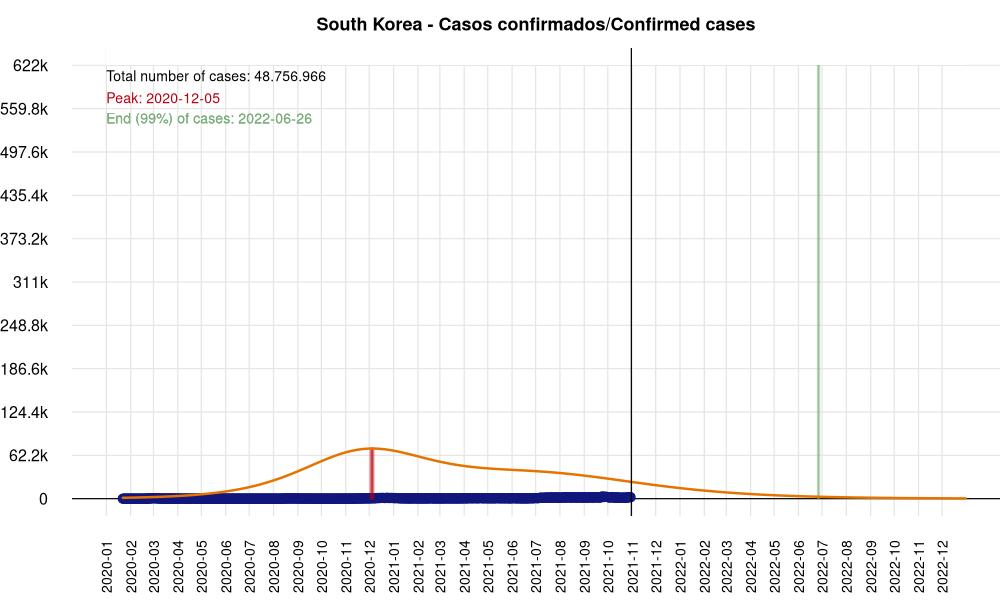 South Korea - Casos confirmados/Confirmed cases
Total number of cases: 48.756.966
Peak: 2020-12-05
End (99%) of cases: 2022-06-26
622k
559.8k
497.6k
435.4k
373.2k
311k
248.8k
186.6k
124.4k
62.2k
0
2020-01
2020-02
2020-03
2020-04
2020-05
2020-06
2020-07
2020-08
2020-09
2020-10
2020-11
2020-12
2021-01
2021-02
2021-03
2021-04
2021-05
2021-06
2021-07
2021-08
2021-09
2021-10
2021-11
2021-12
2022-01
2022-02
2022-03
2022-04
2022-05
2022-06
2022-07
2022-08
2022-09
2022-10
2022-11
2022-12